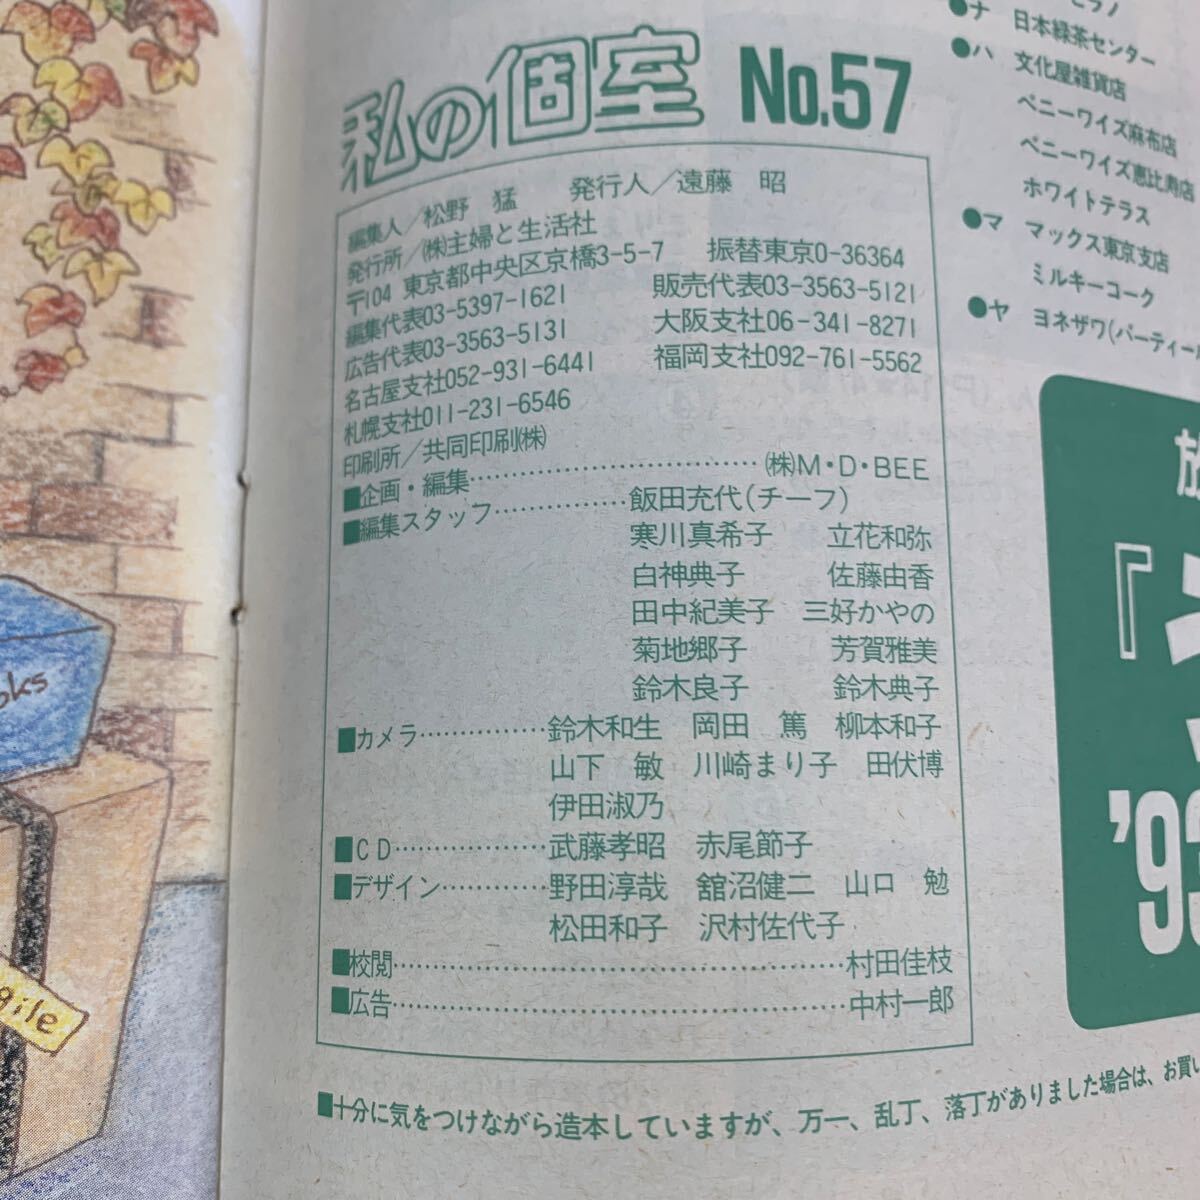 私の個室 No.57
編集人/松野 猛 発行人/遠藤 昭
発行所/㈱主婦と生活社
〒104 東京都中央区京橋3-5-7 振替東京0-36364
編集代表03-5397-1621 販売代表03-3563-5121
広告代表03-3563-5131 大阪支社06-341-8271
名古屋支社052-931-6441 福岡支社092-761-5562
札幌支社011-231-6546
印刷所/共同印刷㈱
■企画・編集…………………………㈱M・D・BEE
■編集スタッフ……………飯田充代(チーフ)
寒川真希子 立花和弥
白神典子 佐藤由香
田中紀美子 三好かやの
菊地郷子 芳賀雅美
鈴木良子 鈴木典子
■カメラ……………鈴木和生 岡田 篤 柳本和子
山下 敏 川崎まり子 田伏博
伊田淑乃
■CD………………武藤孝昭 赤尾節子
■デザイン…………野田淳哉 舘沼健二 山口 勉
松田和子 沢村佐代子
■校閲……………………………………村田佳枝
■広告……………………………………中村一郎
■十分に気をつけながら造本していますが、万一、乱丁、落丁がありました場合は、お買い
●ナ 日本緑茶センター
●ハ 文化屋雑貨店
ペニーワイズ麻布店
ペニーワイズ恵比寿店
ホワイトテラス
●マ マックス東京支店
ミルキーコーク
●ヤ ヨネザワ(パーティー
放
『
'93